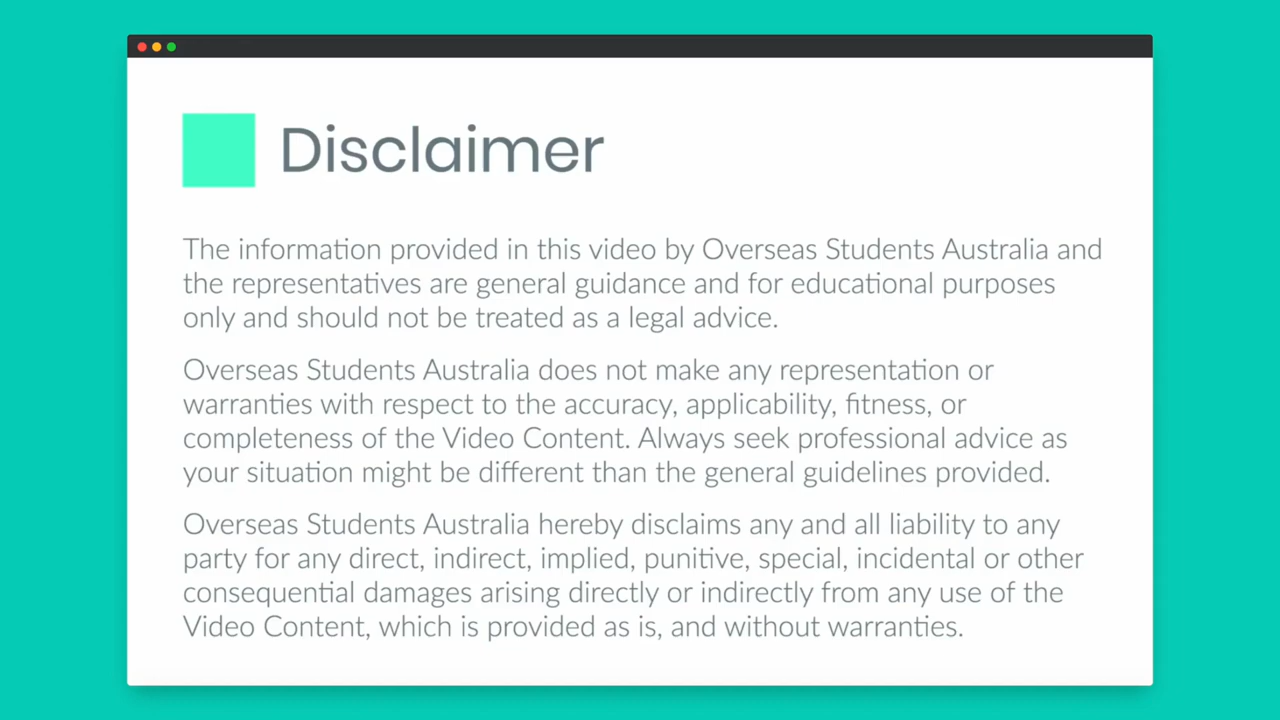 Disclaimer
The information provided in this video by Overseas Students Australia and
the representatives are general guidance and for educational purposes
only and should not be treated as a legal advice.
Overseas Students Australia does not make any representation or
warranties with respect to the accuracy, applicability, fitness, or
completeness of the Video Content. Always seek professional advice as
your situation might be different than the general guidelines provided.
Overseas Students Australia hereby disclaims any and all liability to any
party for any direct, indirect, implied, punitive, special, incidental or other
consequential damages arising directly or indirectly from any use of the
Video Content, which is provided as is, and without warranties.